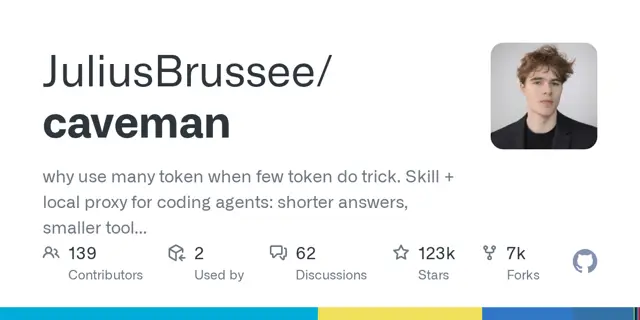 JuliusBrussee/
caveman
why use many token when few token do trick. Skill +
local proxy for coding agents: shorter answers,
smaller tool...
139
Contributors
2
Used by
62
Discussions
123k
Stars
7k
Forks